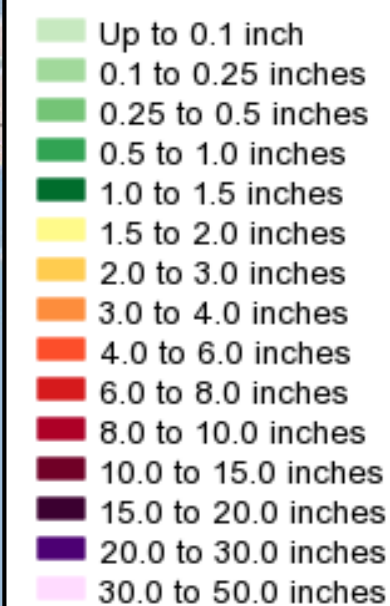 Up to 0.1 inch
0.1 to 0.25 inches
0.25 to 0.5 inches
0.5 to 1.0 inches
1.0 to 1.5 inches
1.5 to 2.0 inches
2.0 to 3.0 inches
3.0 to 4.0 inches
4.0 to 6.0 inches
6.0 to 8.0 inches
8.0 to 10.0 inches
10.0 to 15.0 inches
15.0 to 20.0 inches
20.0 to 30.0 inches
30.0 to 50.0 inches